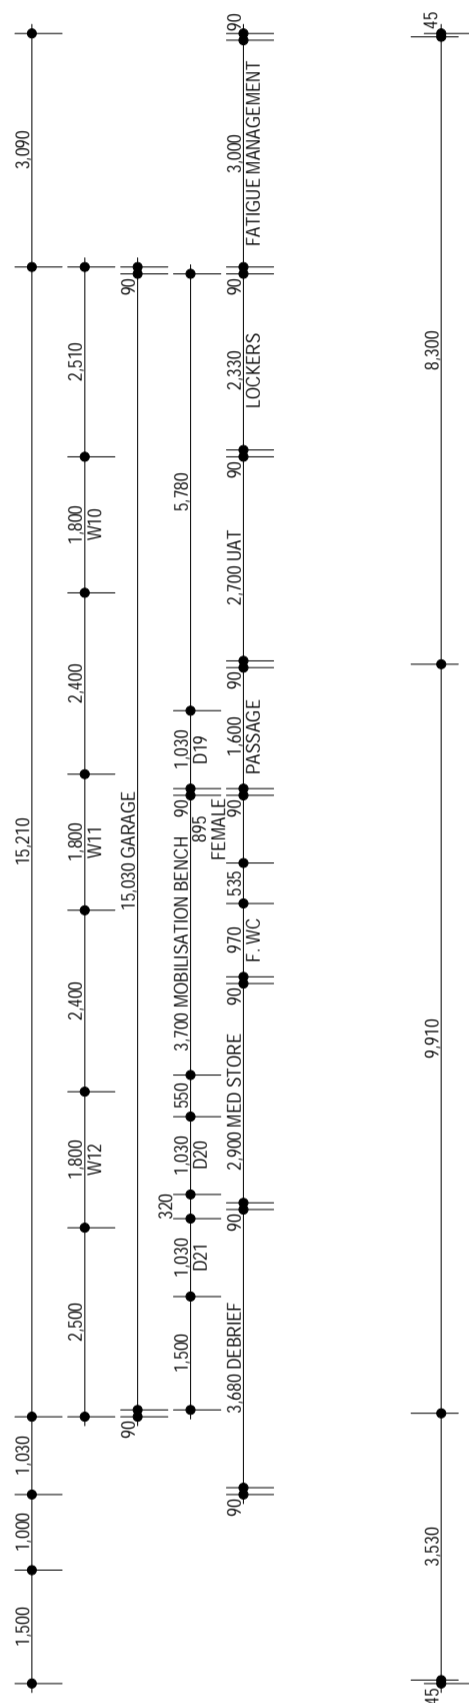 3,090
15,210
1,030
1,000
1,500
2,510
1,800
W10
2,400
1,800
W11
2,400
1,800
W12
2,500
90
15,030 GARAGE
90
5,780
1,030
D19
90
3,700 MOBILISATION BENCH
550
1,030
D20
320
1,030
D21
1,500
90
3,000
FATIGUE MANAGEMENT
90
2,330
LOCKERS
90
2,700 UAT
90
1,600
PASSAGE
90
895
FEMALE
535
970
F. WC
90
2,900 MED STORE
90
3,680 DEBRIEF
90
45
8,300
9,910
3,530
45